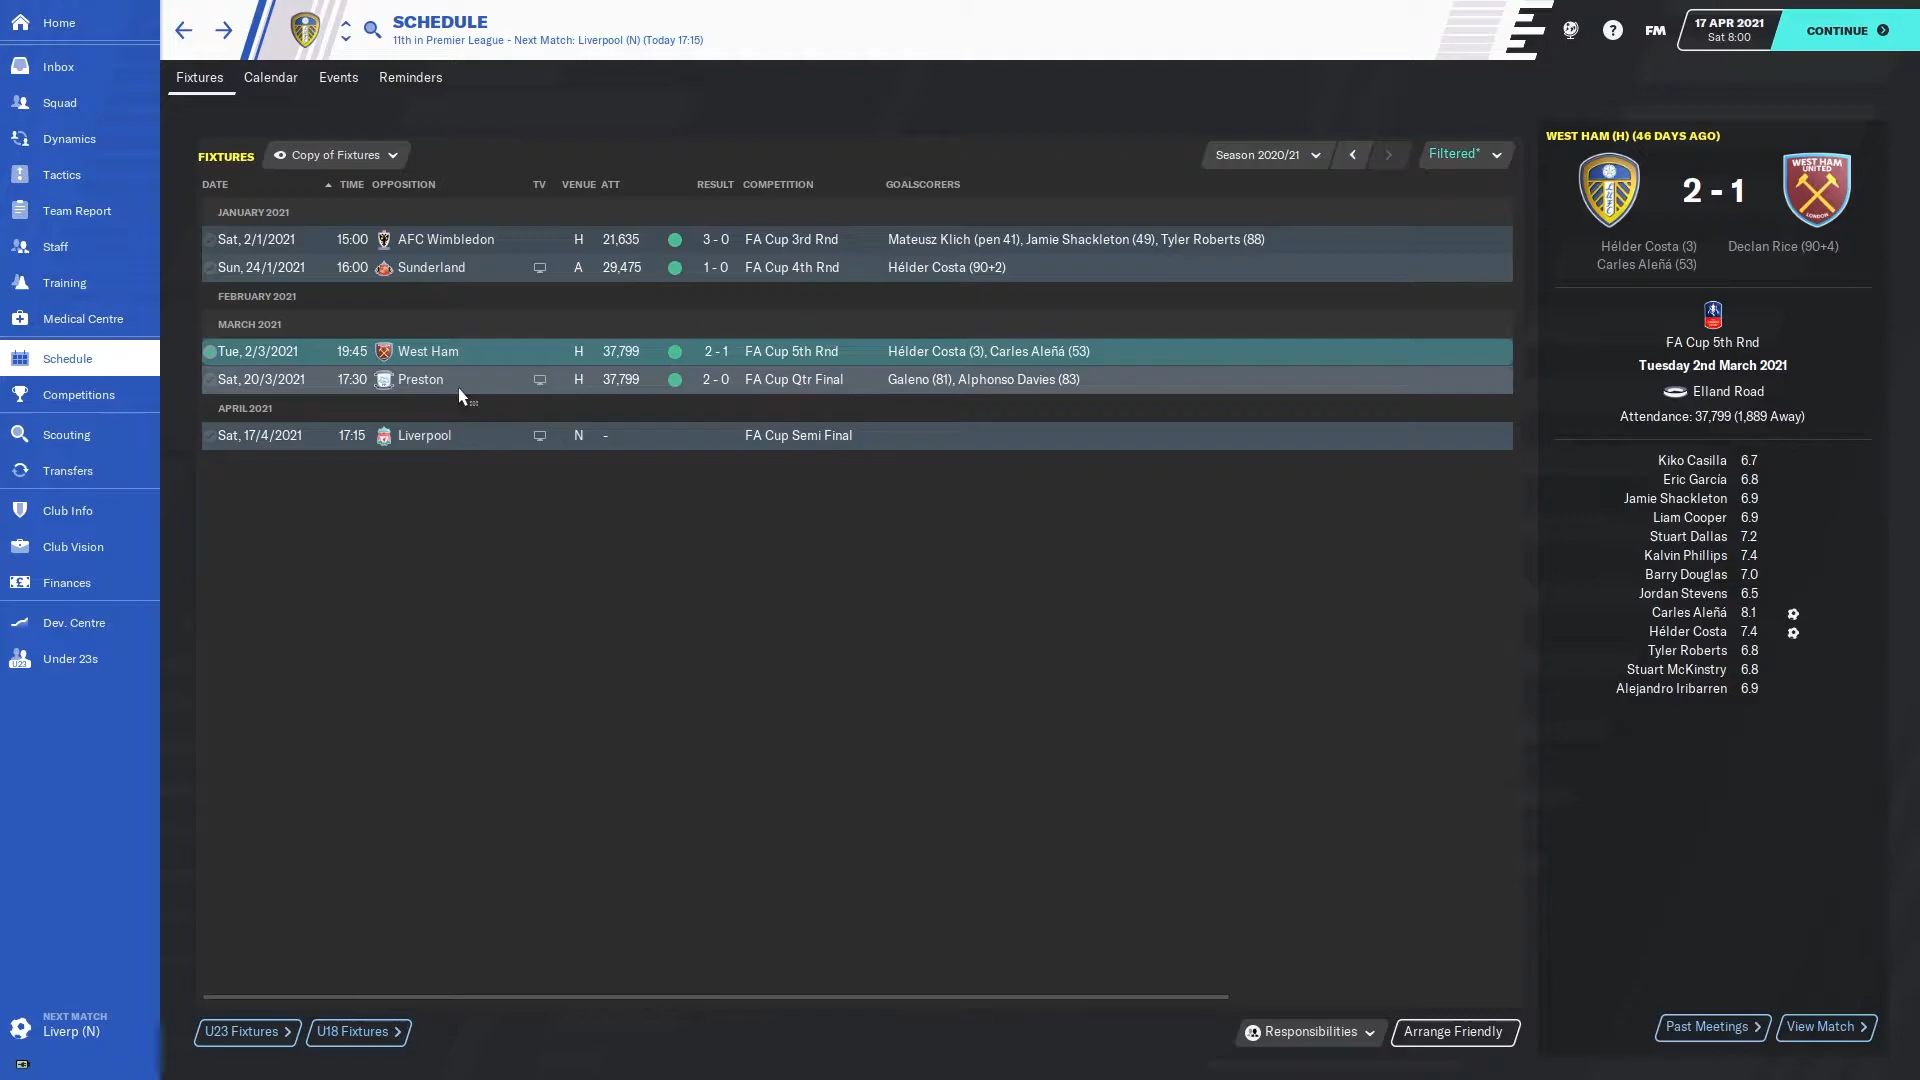 Home
Inbox
Squad
Dynamics
Tactics
Team Report
Staff
Training
Medical Centre
Schedule
Competitions
Scouting
Transfers
Club Info
Club Vision
Finances
Dev. Centre
U23
Under 23s
NEXT MATCH
Liverp (N)
SCHEDULE
11th in Premier League - Next Match: Liverpool (N) (Today 17:15)
? FM 17 APR 2021 CONTINUE
Sat 8:00
Fixtures Calendar Events Reminders
FIXTURES Copy of Fixtures Season 2020/21 Filtered*
DATE TIME OPPOSITION TV VENUE ATT RESULT COMPETITION GOALSCORERS
JANUARY 2021
Sat, 2/1/2021 15:00 AFC Wimbledon H 21,635 3 - 0 FA Cup 3rd Rnd Mateusz Klich (pen 41), Jamie Shackleton (49), Tyler Roberts (88)
Sun, 24/1/2021 16:00 Sunderland A 29,475 1 - 0 FA Cup 4th Rnd Hélder Costa (90+2)
FEBRUARY 2021
MARCH 2021
Tue, 2/3/2021 19:45 West Ham H 37,799 2 - 1 FA Cup 5th Rnd Hélder Costa (3), Carles Aleñá (53)
Sat, 20/3/2021 17:30 Preston H 37,799 2 - 0 FA Cup Qtr Final Galeno (81), Alphonso Davies (83)
APRIL 2021
Sat, 17/4/2021 17:15 Liverpool N - FA Cup Semi Final
U23 Fixtures U18 Fixtures Responsibilities Arrange Friendly
WEST HAM (H) (46 DAYS AGO)
WEST HAM
UNITED
LONDON
2 - 1
Hélder Costa (3) Declan Rice (90+4)
Carles Aleñá (53)
FA Cup 5th Rnd
Tuesday 2nd March 2021
Elland Road
Attendance: 37,799 (1,889 Away)
Kiko Casilla 6.7
Eric García 6.8
Jamie Shackleton 6.9
Liam Cooper 6.9
Stuart Dallas 7.2
Kalvin Phillips 7.4
Barry Douglas 7.0
Jordan Stevens 6.5
Carles Aleñá 8.1
Hélder Costa 7.4
Tyler Roberts 6.8
Stuart McKinstry 6.8
Alejandro Iribarren 6.9
Past Meetings View Match